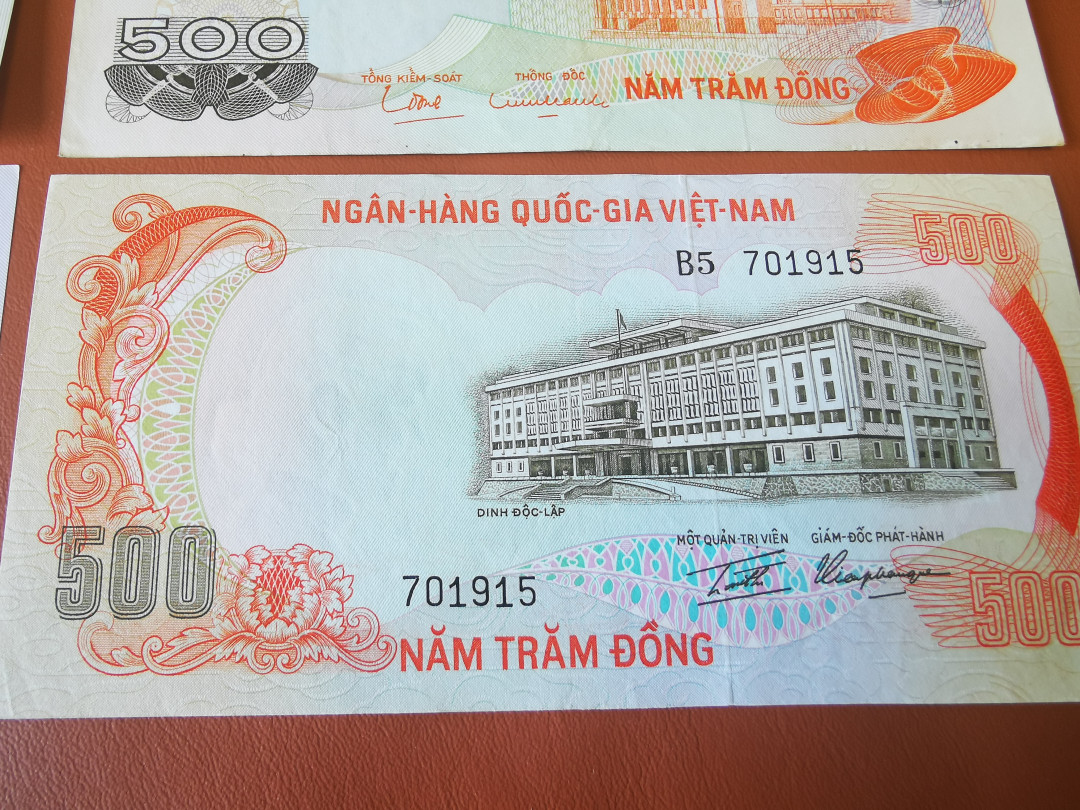 500
TỔNG KIỂM-SOÁT
THỐNG ĐỐC
NĂM TRĂM ĐỒNG
NGÂN-HÀNG QUỐC-GIA VIỆT-NAM
500
B5 701915
DINH ĐỘC-LẬP
MỘT QUẢN-TRỊ VIÊN
GIÁM-ĐỐC PHÁT-HÀNH
500
701915
500
NĂM TRĂM ĐỒNG